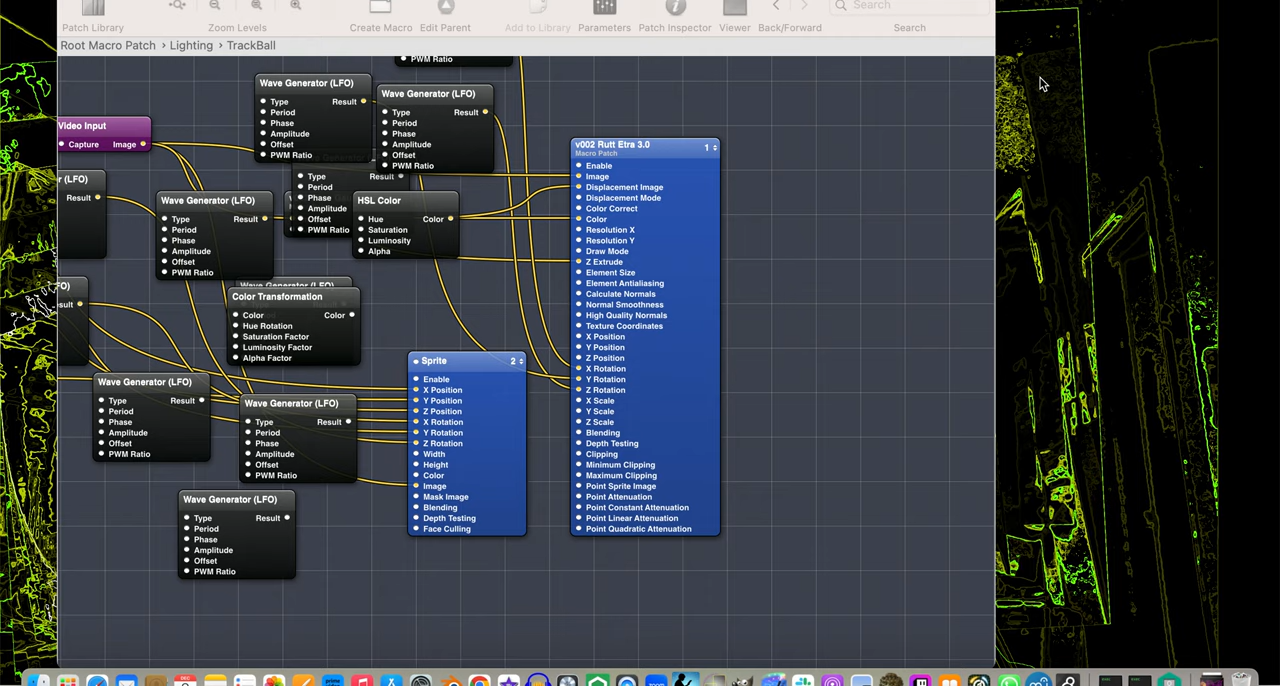 Patch Library
Zoom Levels
Create Macro
Edit Parent
Add to Library
Parameters
Patch Inspector
Viewer
Back/Forward
Search
Search
Root Macro Patch › Lighting › TrackBall
PWM Ratio
Wave Generator (LFO)
Type Result
Period
Phase
Amplitude
Offset
PWM Ratio
Wave Generator (LFO)
Type Result
Period
Phase
Amplitude
Offset
PWM Ratio
Video Input
Capture Image
Result
Period
Phase
Amplitude
Offset
PWM Ratio
Type Result
Result
Wave Generator (LFO)
Type Result
Period
Phase
Amplitude
Offset
PWM Ratio
HSL Color
Hue Color
Saturation
Luminosity
Alpha
Wave Generator (LFO)
Color Transformation
Color Color
Hue Rotation
Saturation Factor
Luminosity Factor
Alpha Factor
Wave Generator (LFO)
Type Result
Period
Phase
Amplitude
Offset
PWM Ratio
Wave Generator (LFO)
Type Result
Period
Phase
Amplitude
Offset
PWM Ratio
Wave Generator (LFO)
Type Result
Period
Phase
Amplitude
Offset
PWM Ratio
Sprite 2
Enable
X Position
Y Position
Z Position
X Rotation
Y Rotation
Z Rotation
Width
Height
Color
Image
Mask Image
Blending
Depth Testing
Face Culling
v002 Rutt Etra 3.0 1
Macro Patch
Enable
Image
Displacement Image
Displacement Mode
Color Correct
Color
Resolution X
Resolution Y
Draw Mode
Z Extrude
Element Size
Element Antialiasing
Calculate Normals
Normal Smoothness
High Quality Normals
Texture Coordinates
X Position
Y Position
Z Position
X Rotation
Y Rotation
Z Rotation
X Scale
Y Scale
Z Scale
Blending
Depth Testing
Clipping
Minimum Clipping
Maximum Clipping
Point Sprite Image
Point Attenuation
Point Constant Attenuation
Point Linear Attenuation
Point Quadratic Attenuation